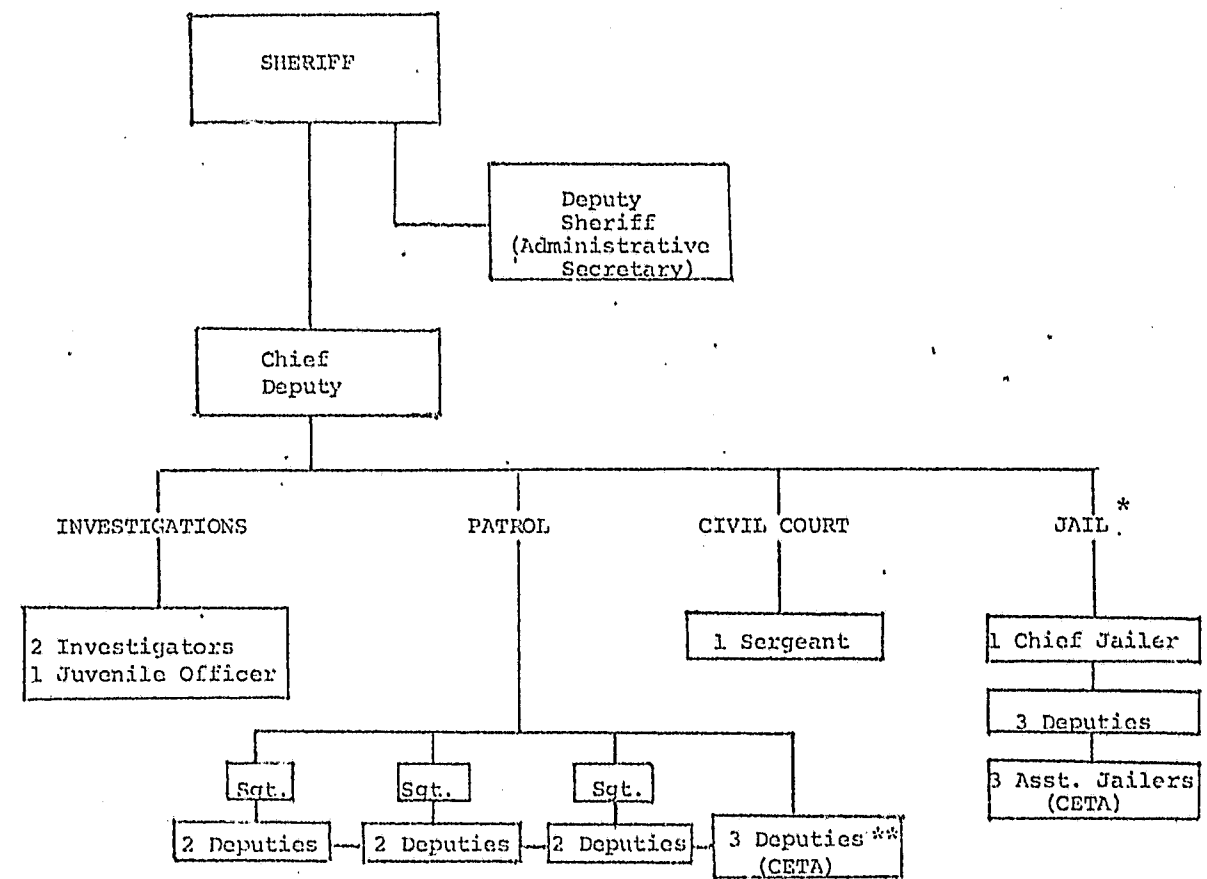 SHERIFF
Deputy
Sheriff
(Administrative
Secretary)
Chief
Deputy
INVESTIGATIONS
PATROL
CIVIL COURT
JAIL *
2 Investigators
1 Juvenile Officer
1 Sergeant
1 Chief Jailer
3 Deputies
3 Asst. Jailers
(CETA)
Sgt.
Sgt.
Sgt.
2 Deputies
2 Deputies
2 Deputies
3 Deputies **
(CETA)